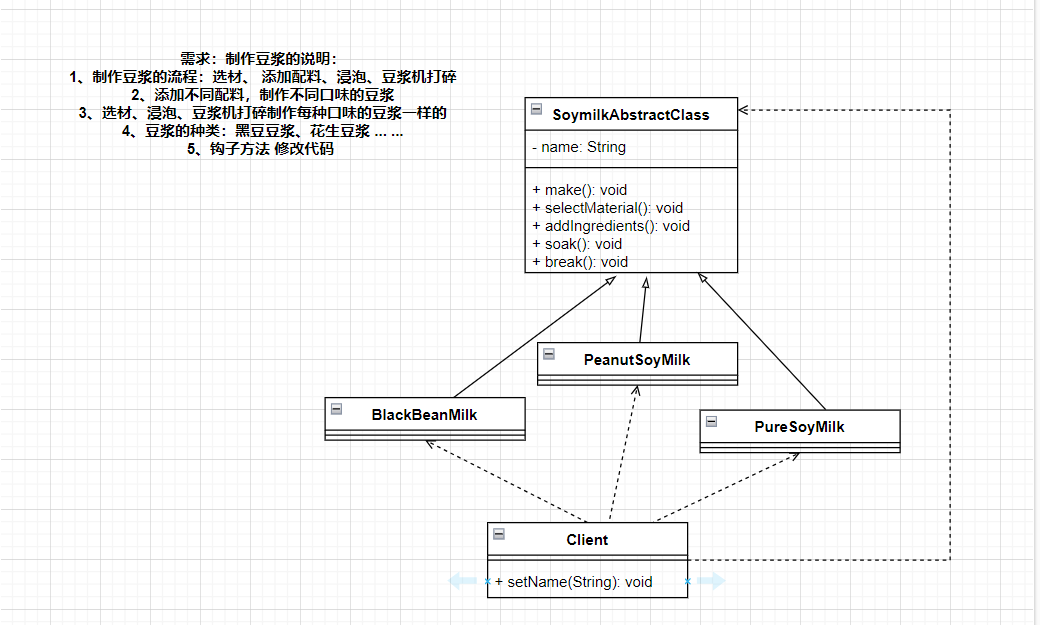 需求：制作豆浆的说明：
1、制作豆浆的流程：选材、 添加配料、浸泡、豆浆机打碎
2、添加不同配料，制作不同口味的豆浆
3、选材、浸泡、豆浆机打碎制作每种口味的豆浆一样的
4、豆浆的种类：黑豆豆浆、花生豆浆 ... ...
5、钩子方法 修改代码
SoymilkAbstractClass
- name: String
+ make(): void
+ selectMaterial(): void
+ addIngredients(): void
+ soak(): void
+ break(): void
PeanutSoyMilk
BlackBeanMilk
PureSoyMilk
Client
+ setName(String): void